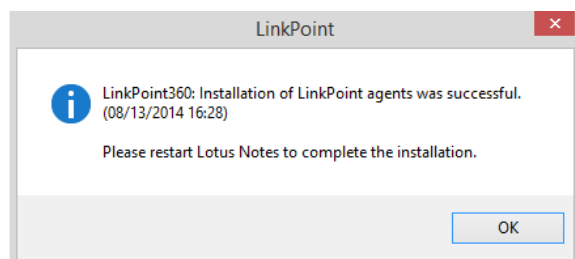 LinkPoint
LinkPoint360: Installation of LinkPoint agents was successful.
(08/13/2014 16:28)
Please restart Lotus Notes to complete the installation.
OK